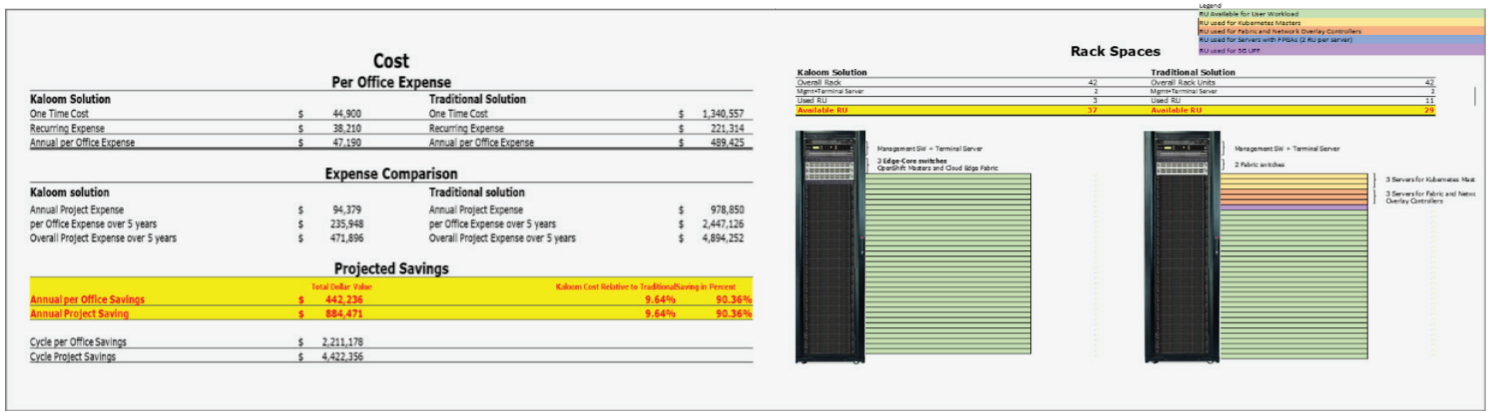 Cost
Per Office Expense
Kaloom Solution Traditional Solution
One Time Cost $ 44,900 One Time Cost $ 1,340,557
Recurring Expense $ 38,210 Recurring Expense $ 221,314
Annual per Office Expense $ 47,190 Annual per Office Expense $ 489,425
Expense Comparison
Kaloom solution Traditional solution
Annual Project Expense $ 94,379 Annual Project Expense $ 978,850
per Office Expense over 5 years $ 235,948 per Office Expense over 5 years $ 2,447,126
Overall Project Expense over 5 years $ 471,896 Overall Project Expense over 5 years $ 4,894,252
Projected Savings
Total Dollar Value Kaloom Cost Relative to TraditionalSaving in Percent
Annual per Office Savings $ 442,236 9.64% 90.36%
Annual Project Saving $ 884,471 9.64% 90.36%
Cycle per Office Savings $ 2,211,178
Cycle Project Savings $ 4,422,356
Legend
RU Available for User Workload
RU used for Kubernetes Masters
RU used for Fabric and Network Overlay Controllers
RU used for Servers with FPGAs (2 RU per server)
RU used for 5G UPF
Rack Spaces
Kaloom Solution Traditional Solution
Overall Rack 42 Overall Rack Units 42
Mgmt+Terminal Server 2 Mgmt+Terminal Server 2
Used RU 3 Used RU 11
Available RU 37 Available RU 29
Management SW + Terminal Server
3 Edge-Core switches
OpenShift Masters and Cloud Edge Fabric
Management SW + Terminal Server
2 Fabric switches
3 Servers for Kubernetes Mast
3 Servers for Fabric and Netwo
Overlay Controllers